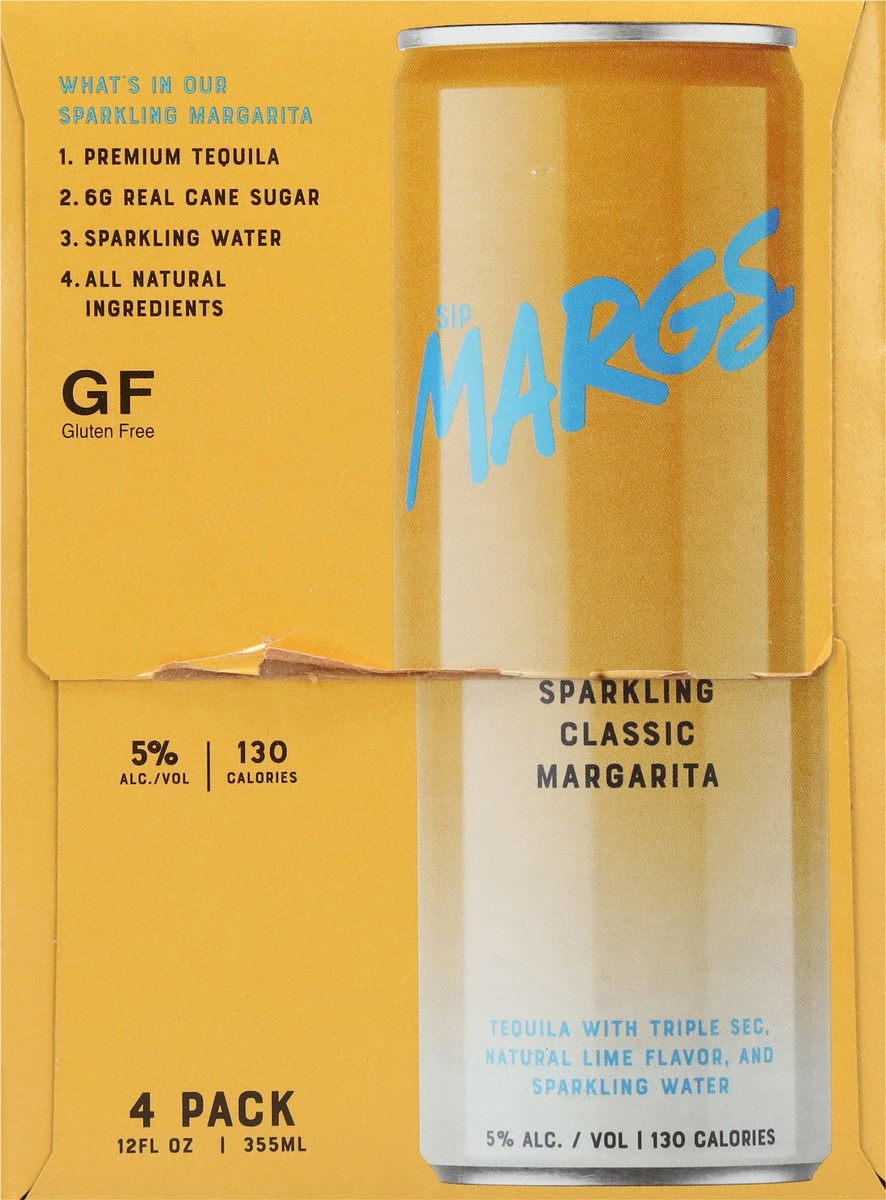 WHAT'S IN OUR
SPARKLING MARGARITA
1. PREMIUM TEQUILA
2. 6G REAL CANE SUGAR
3. SPARKLING WATER
4. ALL NATURAL
INGREDIENTS
GF
Gluten Free
5% | 130
ALC./VOL CALORIES
4 PACK
12FL OZ | 355ML
SIP
MARGS
SPARKLING
CLASSIC
MARGARITA
TEQUILA WITH TRIPLE SEC,
NATURAL LIME FLAVOR, AND
SPARKLING WATER
5% ALC. / VOL | 130 CALORIES